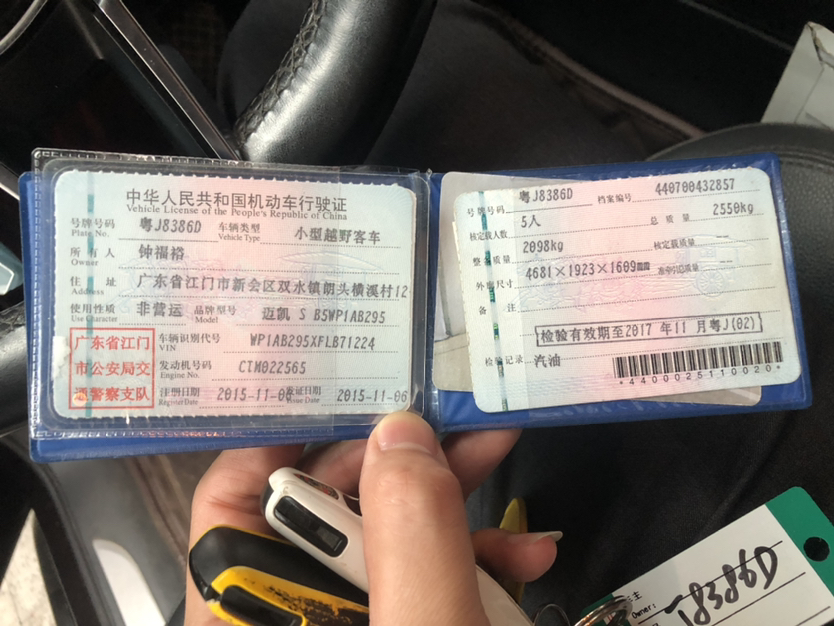 中华人民共和国机动车行驶证
Vehicle License of the People's Republic of China
号牌号码 粤J8386D 车辆类型 小型越野客车
Plate No. Vehicle Type
所有人 钟福裕
Owner
住址 广东省江门市新会区双水镇朗头横溪村12
Address
使用性质 非营运 品牌型号 迈凯 S B5WP1AB295
Use Character Model
广东省江门
市公安局交
通警察支队
车辆识别代号 WP1AB295XFLB71224
VIN
发动机号码 CTM022565
Engine No.
注册日期 2015-11-06 发证日期 2015-11-06
Register Date Issue Date
号牌号码 粤J8386D 档案编号 440700432857
核定载人数 5人 总质量 2550kg
整备质量 2098kg 核定载质量 --
外廓尺寸 4681×1923×1609mm 准牵引总质量 --
备注
检验有效期至2017 年11 月粤J(02)
检验记录 汽油
*4400025110020*
主
Owner:
J8386D